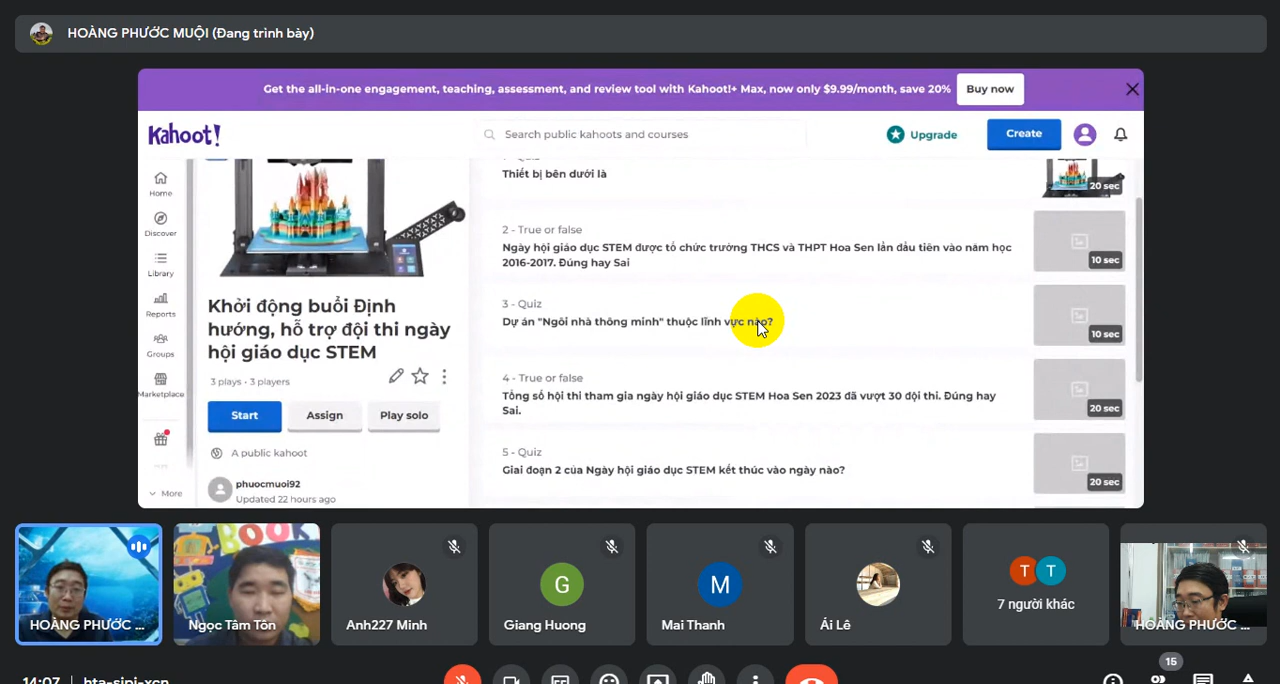 HOÀNG PHƯỚC MUỘI (Đang trình bày)
Get the all-in-one engagement, teaching, assessment, and review tool with Kahoot!+ Max, now only $9.99/month, save 20%
Buy now
Kahoot!
Search public kahoots and courses
Upgrade
Create
Home
Discover
Library
Reports
Groups
Marketplace
More
Khởi động buổi Định
hướng, hỗ trợ đội thi ngày
hội giáo dục STEM
3 plays • 3 players
Start
Assign
Play solo
A public kahoot
phuocmuoi92
Updated 22 hours ago
Thiết bị bên dưới là
20 sec
2 - True or false
Ngày hội giáo dục STEM được tổ chức trường THCS và THPT Hoa Sen lần đầu tiên vào năm học
2016-2017. Đúng hay Sai
10 sec
3 - Quiz
Dự án "Ngôi nhà thông minh" thuộc lĩnh vực nào?
10 sec
4 - True or false
Tổng số hội thi tham gia ngày hội giáo dục STEM Hoa Sen 2023 đã vượt 30 đội thi. Đúng hay
Sai.
20 sec
5 - Quiz
Giai đoạn 2 của Ngày hội giáo dục STEM kết thúc vào ngày nào?
20 sec
HOÀNG PHƯỚC ...
BOOK
Ngọc Tâm Tôn
Anh227 Minh
G
Giang Huong
M
Mai Thanh
Ái Lê
T T
7 người khác
HOÀNG PHƯỚC ...
15
14:07 | hta-sipi-xcn